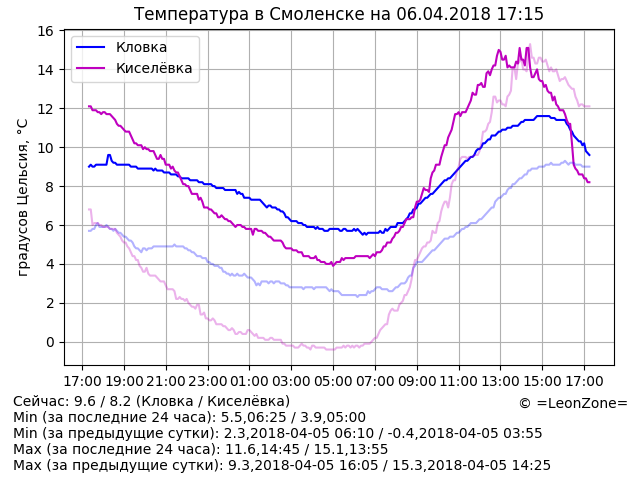 Температура в Смоленске на 06.04.2018 17:15
градусов Цельсия, °C
Кловка
Киселёвка
16
14
12
10
8
6
4
2
0
17:00 19:00 21:00 23:00 01:00 03:00 05:00 07:00 09:00 11:00 13:00 15:00 17:00
Сейчас: 9.6 / 8.2 (Кловка / Киселёвка)
© =LeonZone=
Min (за последние 24 часа): 5.5,06:25 / 3.9,05:00
Min (за предыдущие сутки): 2.3,2018-04-05 06:10 / -0.4,2018-04-05 03:55
Max (за последние 24 часа): 11.6,14:45 / 15.1,13:55
Max (за предыдущие сутки): 9.3,2018-04-05 16:05 / 15.3,2018-04-05 14:25